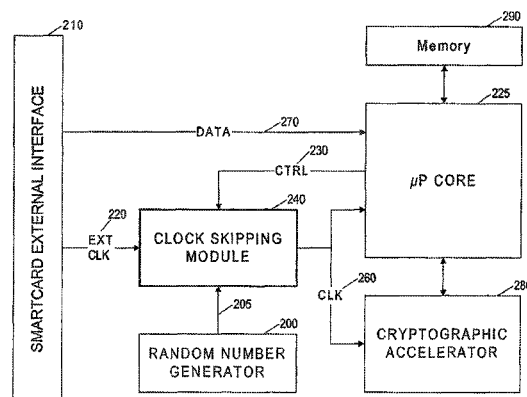 210
SMARTCARD EXTERNAL INTERFACE
290
Memory
225
DATA
270
230
CTRL
μP CORE
220
EXT
CLK
240
CLOCK SKIPPING
MODULE
260
CLK
205
200
RANDOM NUMBER
GENERATOR
280
CRYPTOGRAPHIC
ACCELERATOR